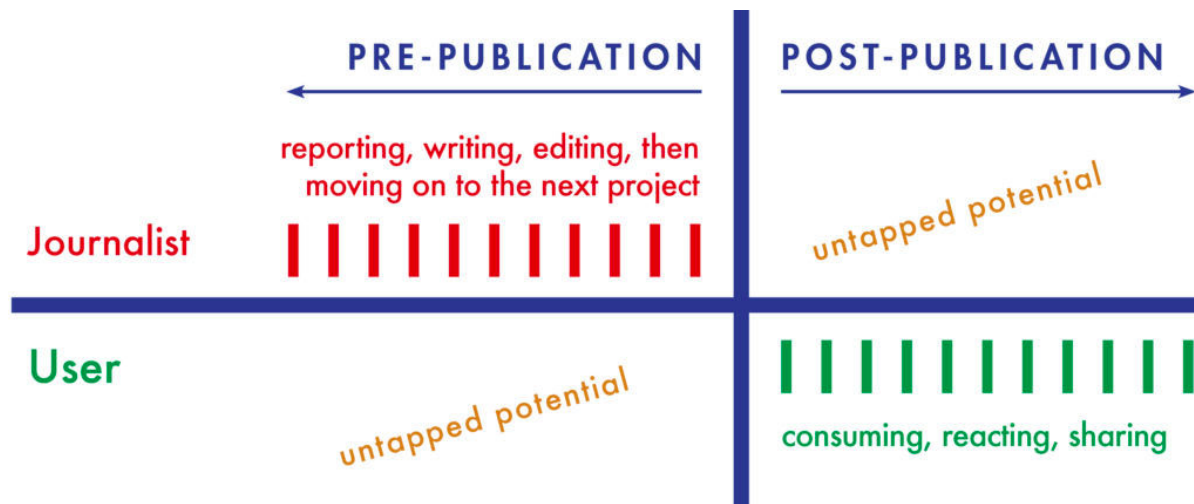 PRE-PUBLICATION
POST-PUBLICATION
reporting, writing, editing, then
moving on to the next project
Journalist
untapped potential
User
untapped potential
consuming, reacting, sharing